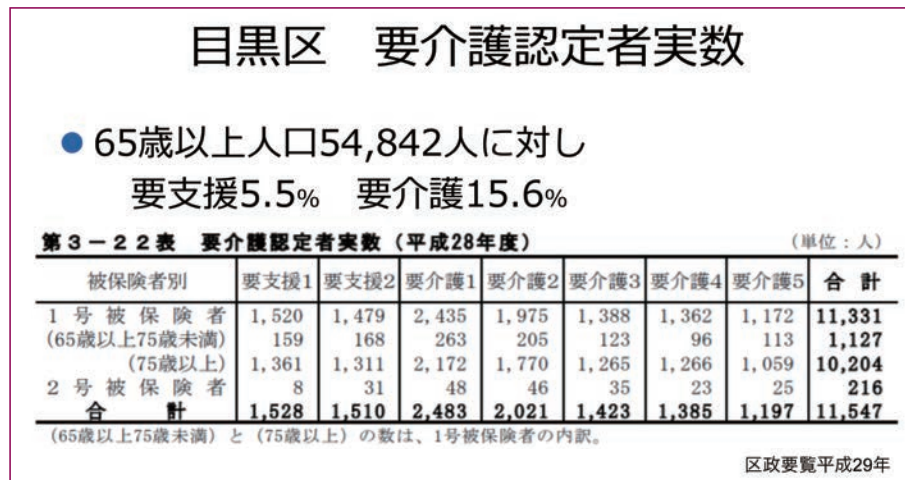 目黒区　要介護認定者実数
● 65歳以上人口54,842人に対し
要支援5.5%　要介護15.6%
第３－２２表　要介護認定者実数（平成28年度）　（単位：人）
被保険者別　要支援1　要支援2　要介護1　要介護2　要介護3　要介護4　要介護5　合　計
1 号 被 保 険 者　1,520　1,479　2,435　1,975　1,388　1,362　1,172　11,331
(65歳以上75歳未満)　159　168　263　205　123　96　113　1,127
(75歳以上)　1,361　1,311　2,172　1,770　1,265　1,266　1,059　10,204
2 号 被 保 険 者　8　31　48　46　35　23　25　216
合　計　1,528　1,510　2,483　2,021　1,423　1,385　1,197　11,547
(65歳以上75歳未満) と (75歳以上) の数は、1号被保険者の内訳。
区政要覧平成29年